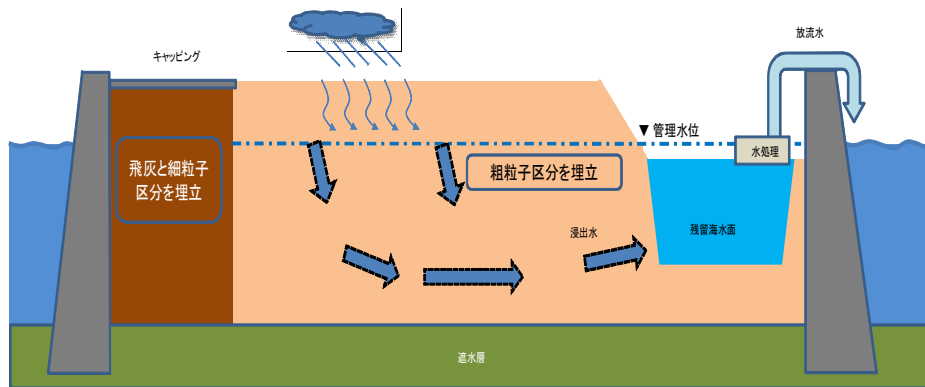 放流水
キャッピング
▼ 管理水位
水処理
飛灰と細粒子
区分を埋立
粗粒子区分を埋立
浸出水
残留海水面
遮水層